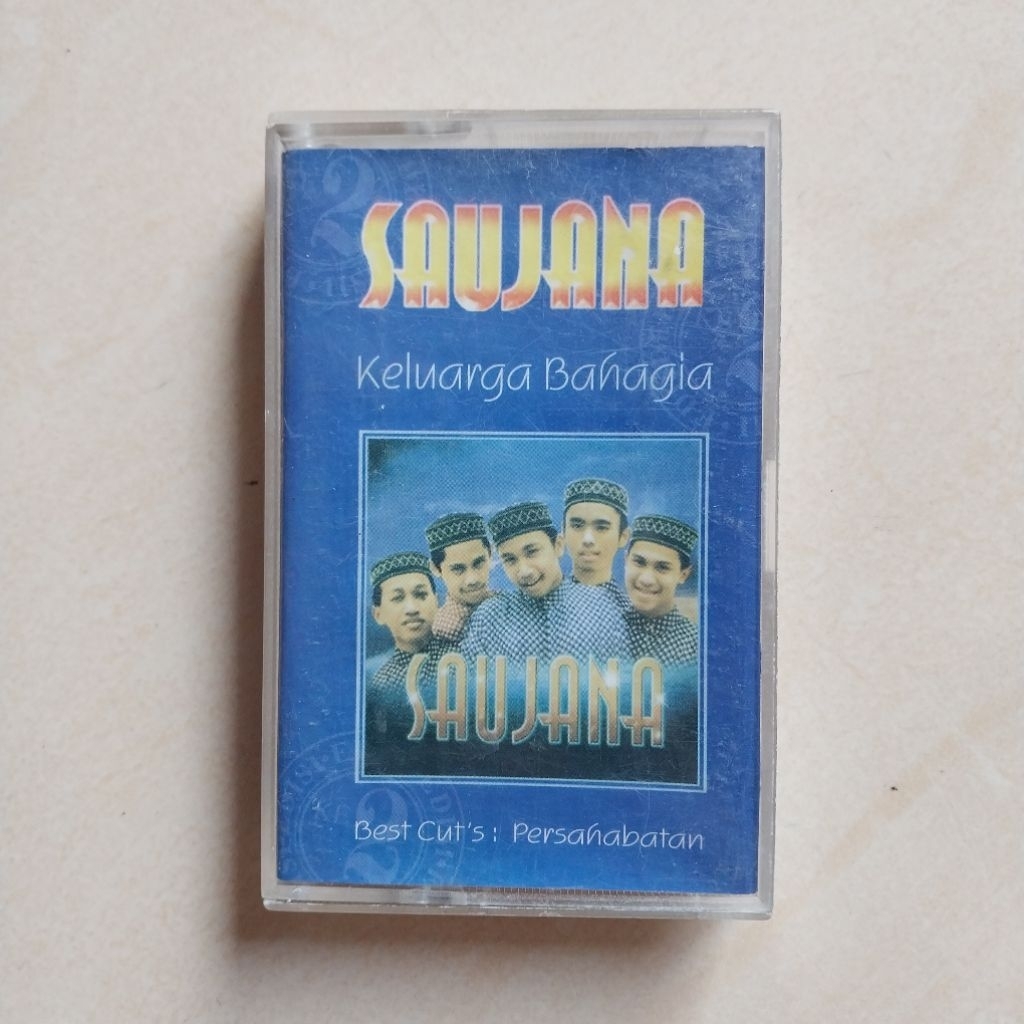 SAUJANA
Keluarga Bahagia
SAUJANA
Best Cut's : Persahabatan